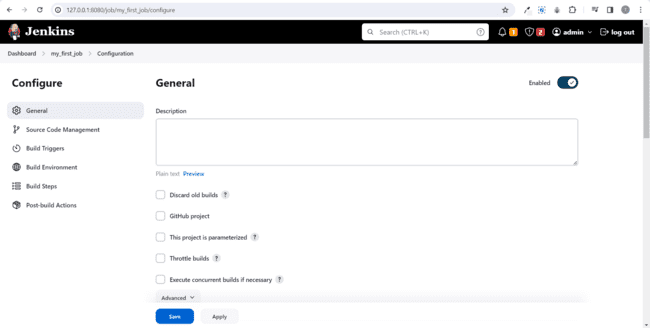 127.0.0.1:8080/job/my_first_job/configure
Jenkins
Search (CTRL+K)
?
1
2
admin
log out
Dashboard
my_first_job
Configuration
Configure
General
Source Code Management
Build Triggers
Build Environment
Build Steps
Post-build Actions
General
Enabled
Description
Plain text Preview
Discard old builds ?
GitHub project
This project is parameterized ?
Throttle builds ?
Execute concurrent builds if necessary ?
Advanced
Save
Apply